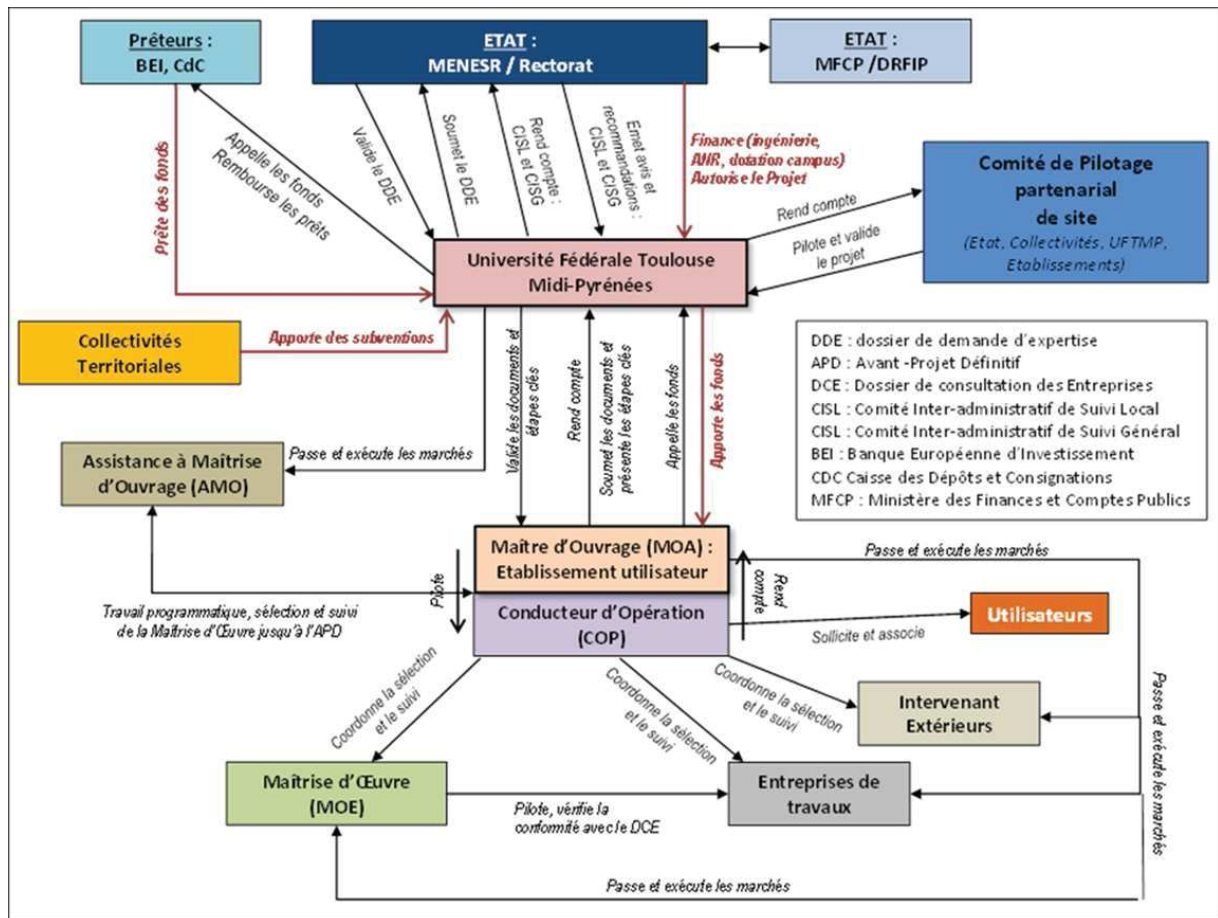 Prêteurs :
BEI, CdC
ETAT :
MENESR / Rectorat
ETAT :
MFCP /DRFIP
Prête des fonds
Appelle les fonds
Rembourse les prêts
Valide le DDE
Soumet le DDE
Rend compte :
CISL et CISG
Emet avis et
recommandations :
CISL et CISG
Finance (ingénierie,
ANR, dotation campus)
Autorise le Projet
Comité de Pilotage
partenarial
de site
(Etat, Collectivités, UFTMP,
Etablissements)
Rend compte
Pilote et valide
le projet
Université Fédérale Toulouse
Midi-Pyrénées
Collectivités
Territoriales
Apporte des subventions
DDE : dossier de demande d'expertise
APD : Avant -Projet Définitif
DCE : Dossier de consultation des Entreprises
CISL : Comité Inter-administratif de Suivi Local
CISL : Comité Inter-administratif de Suivi Général
BEI : Banque Européenne d'Investissement
CDC Caisse des Dépôts et Consignations
MFCP : Ministère des Finances et Comptes Publics
Valide les documents et
étapes clés
Rend compte
Soumet les documents et
présente les étapes clés
Appelle les fonds
Apporte les fonds
Assistance à Maîtrise
d'Ouvrage (AMO)
Passe et exécute les marchés
Maître d'Ouvrage (MOA) :
Etablissement utilisateur
Passe et exécute les marchés
Pilote
Rend
compte
Conducteur d'Opération
(COP)
Travail programmatique, sélection et suivi
de la Maîtrise d'Œuvre jusqu'à l'APD
Sollicite et associe
Utilisateurs
Coordonne la sélection
et le suivi
Coordonne la sélection
et le suivi
Coordonne la sélection
et le suivi
Intervenant
Extérieurs
Passe et exécute les marchés
Maîtrise d'Œuvre
(MOE)
Pilote, vérifie la
conformité avec le DCE
Entreprises de
travaux
Passe et exécute les marchés